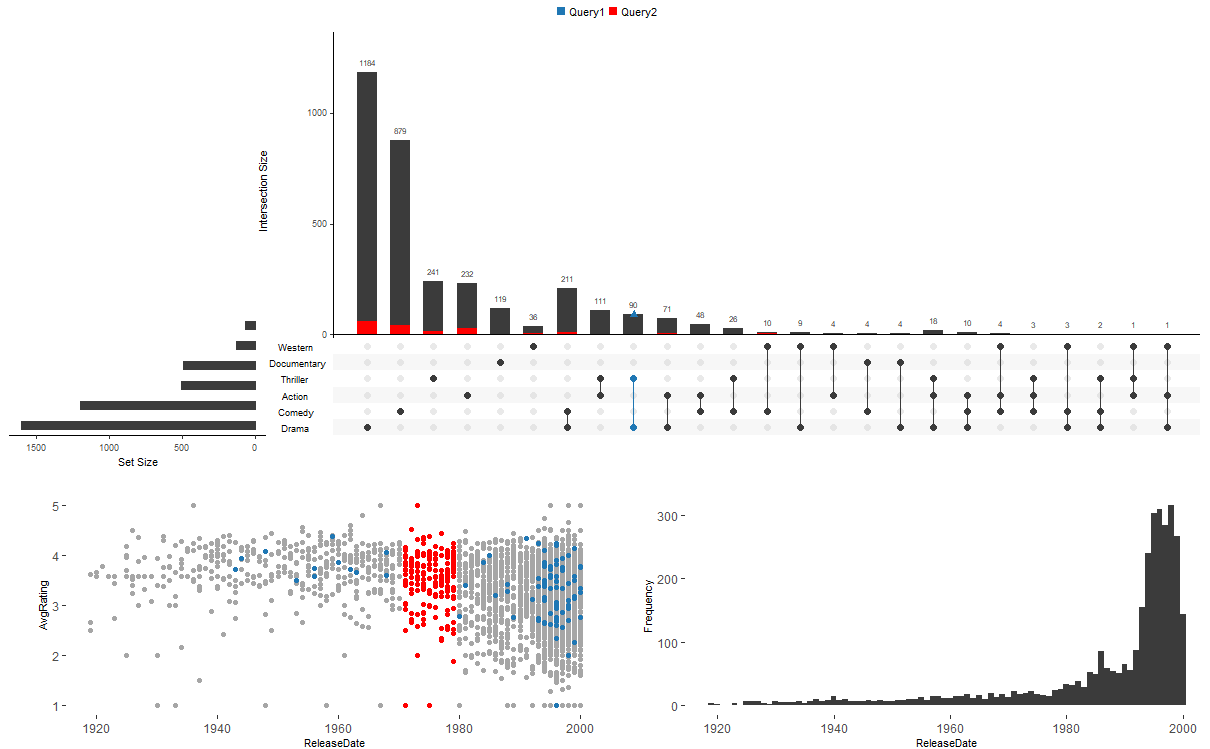 Query1 Query2
1184
879
241
232
119
36
211
111
90
71
48
26
10
9
4
4
4
18
10
4
3
3
2
1
1
1000
500
0
Intersection Size
Western
Documentary
Thriller
Action
Comedy
Drama
1500 1000 500 0
Set Size
5
4
3
2
1
AvgRating
1920 1940 1960 1980 2000
ReleaseDate
300
200
100
0
Frequency
1920 1940 1960 1980 2000
ReleaseDate